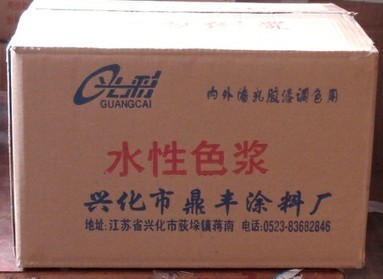 光彩
GUANGCAI
内外墙乳胶漆调色用
水性色浆
兴化市鼎丰涂料厂
地址:江苏省兴化市荻垛镇蒋南 电话:0523-83682846